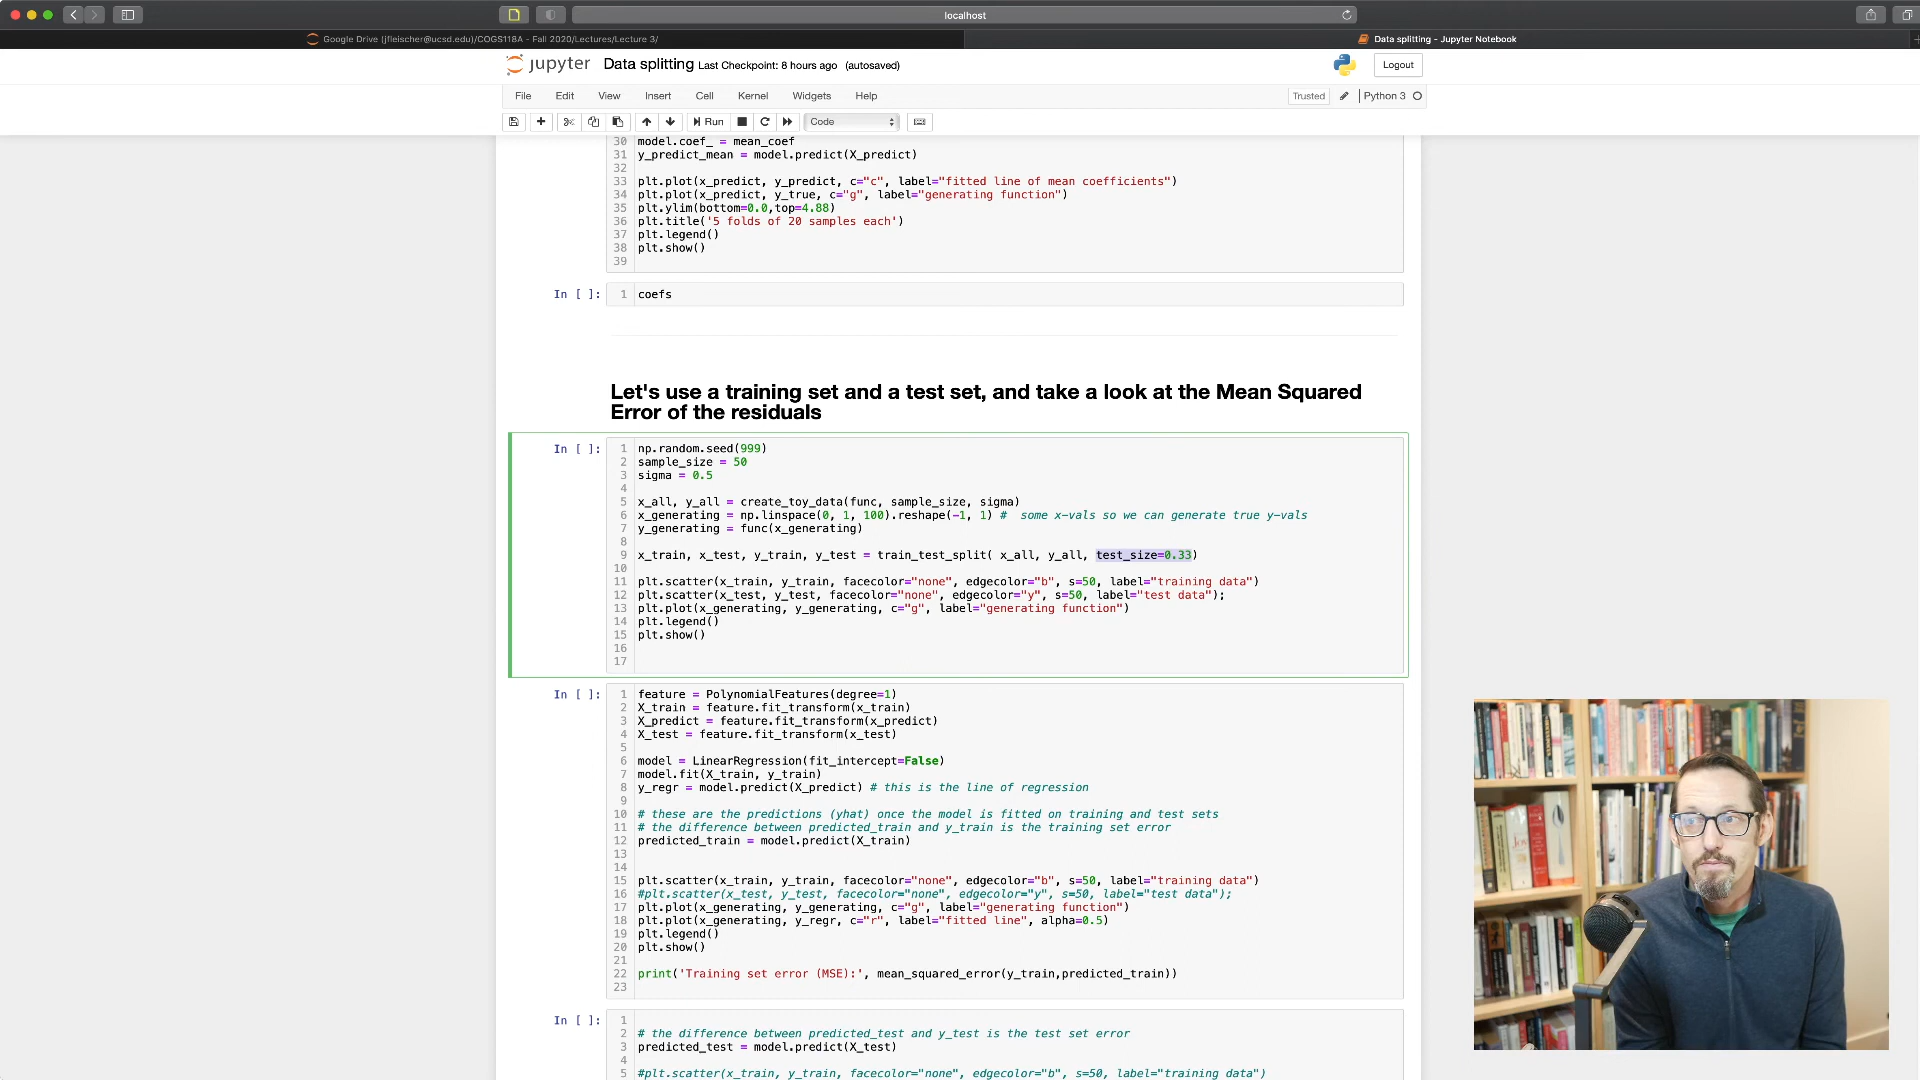 localhost
Google Drive (jfleischer@ucsd.edu)/COGS118A - Fall 2020/Lectures/Lecture 3/
Data splitting - Jupyter Notebook
jupyter Data splitting Last Checkpoint: 8 hours ago (autosaved)
Logout
File Edit View Insert Cell Kernel Widgets Help
Trusted
Python 3
Run
Code
30 model.coef_ = mean_coef
31 y_predict_mean = model.predict(X_predict)
32
33 plt.plot(x_predict, y_predict, c="c", label="fitted line of mean coefficients")
34 plt.plot(x_predict, y_true, c="g", label="generating function")
35 plt.ylim(bottom=0.0,top=4.88)
36 plt.title('5 folds of 20 samples each')
37 plt.legend()
38 plt.show()
39
In [ ]: 1 coefs
Let's use a training set and a test set, and take a look at the Mean Squared
Error of the residuals
In [ ]: 1 np.random.seed(999)
2 sample_size = 50
3 sigma = 0.5
4
5 x_all, y_all = create_toy_data(func, sample_size, sigma)
6 x_generating = np.linspace(0, 1, 100).reshape(-1, 1) # some x-vals so we can generate true y-vals
7 y_generating = func(x_generating)
8
9 x_train, x_test, y_train, y_test = train_test_split( x_all, y_all, test_size=0.33)
10
11 plt.scatter(x_train, y_train, facecolor="none", edgecolor="b", s=50, label="training data")
12 plt.scatter(x_test, y_test, facecolor="none", edgecolor="y", s=50, label="test data");
13 plt.plot(x_generating, y_generating, c="g", label="generating function")
14 plt.legend()
15 plt.show()
16
17
In [ ]: 1 feature = PolynomialFeatures(degree=1)
2 X_train = feature.fit_transform(x_train)
3 X_predict = feature.fit_transform(x_predict)
4 X_test = feature.fit_transform(x_test)
5
6 model = LinearRegression(fit_intercept=False)
7 model.fit(X_train, y_train)
8 y_regr = model.predict(X_predict) # this is the line of regression
9
10 # these are the predictions (yhat) once the model is fitted on training and test sets
11 # the difference between predicted_train and y_train is the training set error
12 predicted_train = model.predict(X_train)
13
14
15 plt.scatter(x_train, y_train, facecolor="none", edgecolor="b", s=50, label="training data")
16 #plt.scatter(x_test, y_test, facecolor="none", edgecolor="y", s=50, label="test data");
17 plt.plot(x_generating, y_generating, c="g", label="generating function")
18 plt.plot(x_generating, y_regr, c="r", label="fitted line", alpha=0.5)
19 plt.legend()
20 plt.show()
21
22 print('Training set error (MSE):', mean_squared_error(y_train,predicted_train))
23
In [ ]: 1
2 # the difference between predicted_test and y_test is the test set error
3 predicted_test = model.predict(X_test)
4
5 #plt.scatter(x_train, y_train, facecolor="none", edgecolor="b", s=50, label="training data")